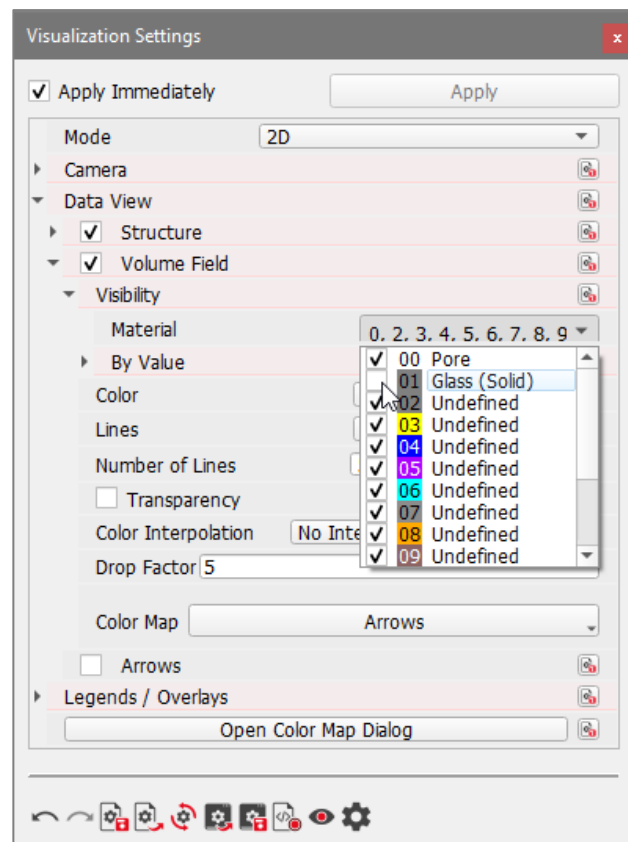 Visualization Settings
x
Apply Immediately
Apply
Mode
2D
Camera
Data View
Structure
Volume Field
Visibility
Material
0, 2, 3, 4, 5, 6, 7, 8, 9
00 Pore
By Value
01 Glass (Solid)
Color
02 Undefined
03 Undefined
Lines
04 Undefined
Number of Lines
05 Undefined
06 Undefined
Transparency
07 Undefined
Color Interpolation
No Inte
08 Undefined
Drop Factor
5
09 Undefined
Color Map
Arrows
Arrows
Legends / Overlays
Open Color Map Dialog